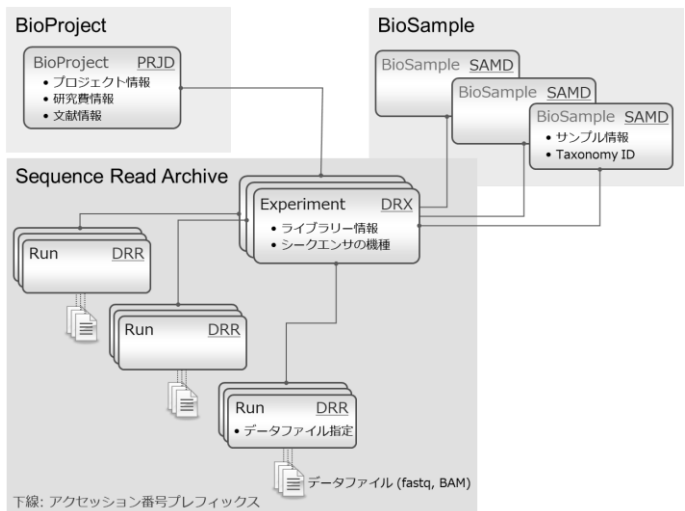 BioProject
BioProject PRJD
• プロジェクト情報
• 研究費情報
• 文献情報
BioSample
BioSample SAMD
BioSample SAMD
BioSample SAMD
• サンプル情報
• Taxonomy ID
Sequence Read Archive
Experiment DRX
• ライブラリー情報
• シークエンサの機種
Run DRR
Run DRR
Run DRR
• データファイル指定
データファイル (fastq, BAM)
下線: アクセッション番号プレフィックス